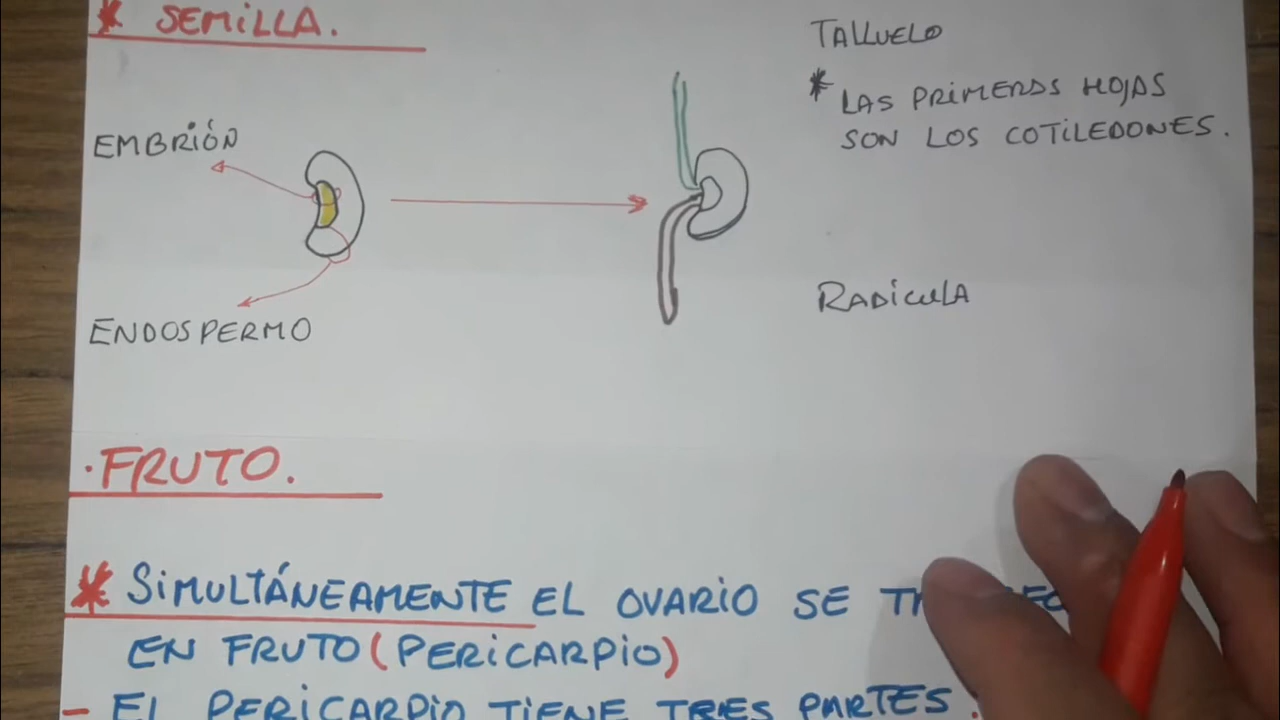 * SEMILLA.
EMBRIÓN
ENDOSPERMO
TALLUELO
* LAS PRIMERAS HOJAS
SON LOS COTILEDONES.
RADICULA
·FRUTO.
* SIMULTÁNEAMENTE EL OVARIO SE
EN FRUTO (PERICARPIO)
- EL PERICARPIO TIENE TRES PARTES.